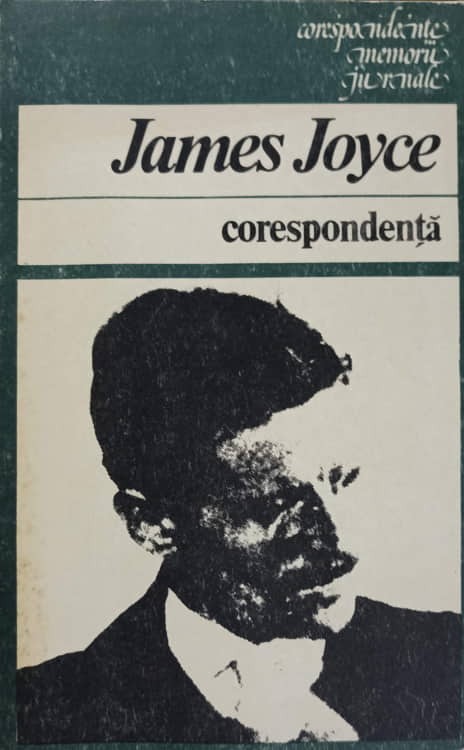 corespondențe
memorii
jurnale
James Joyce
corespondență